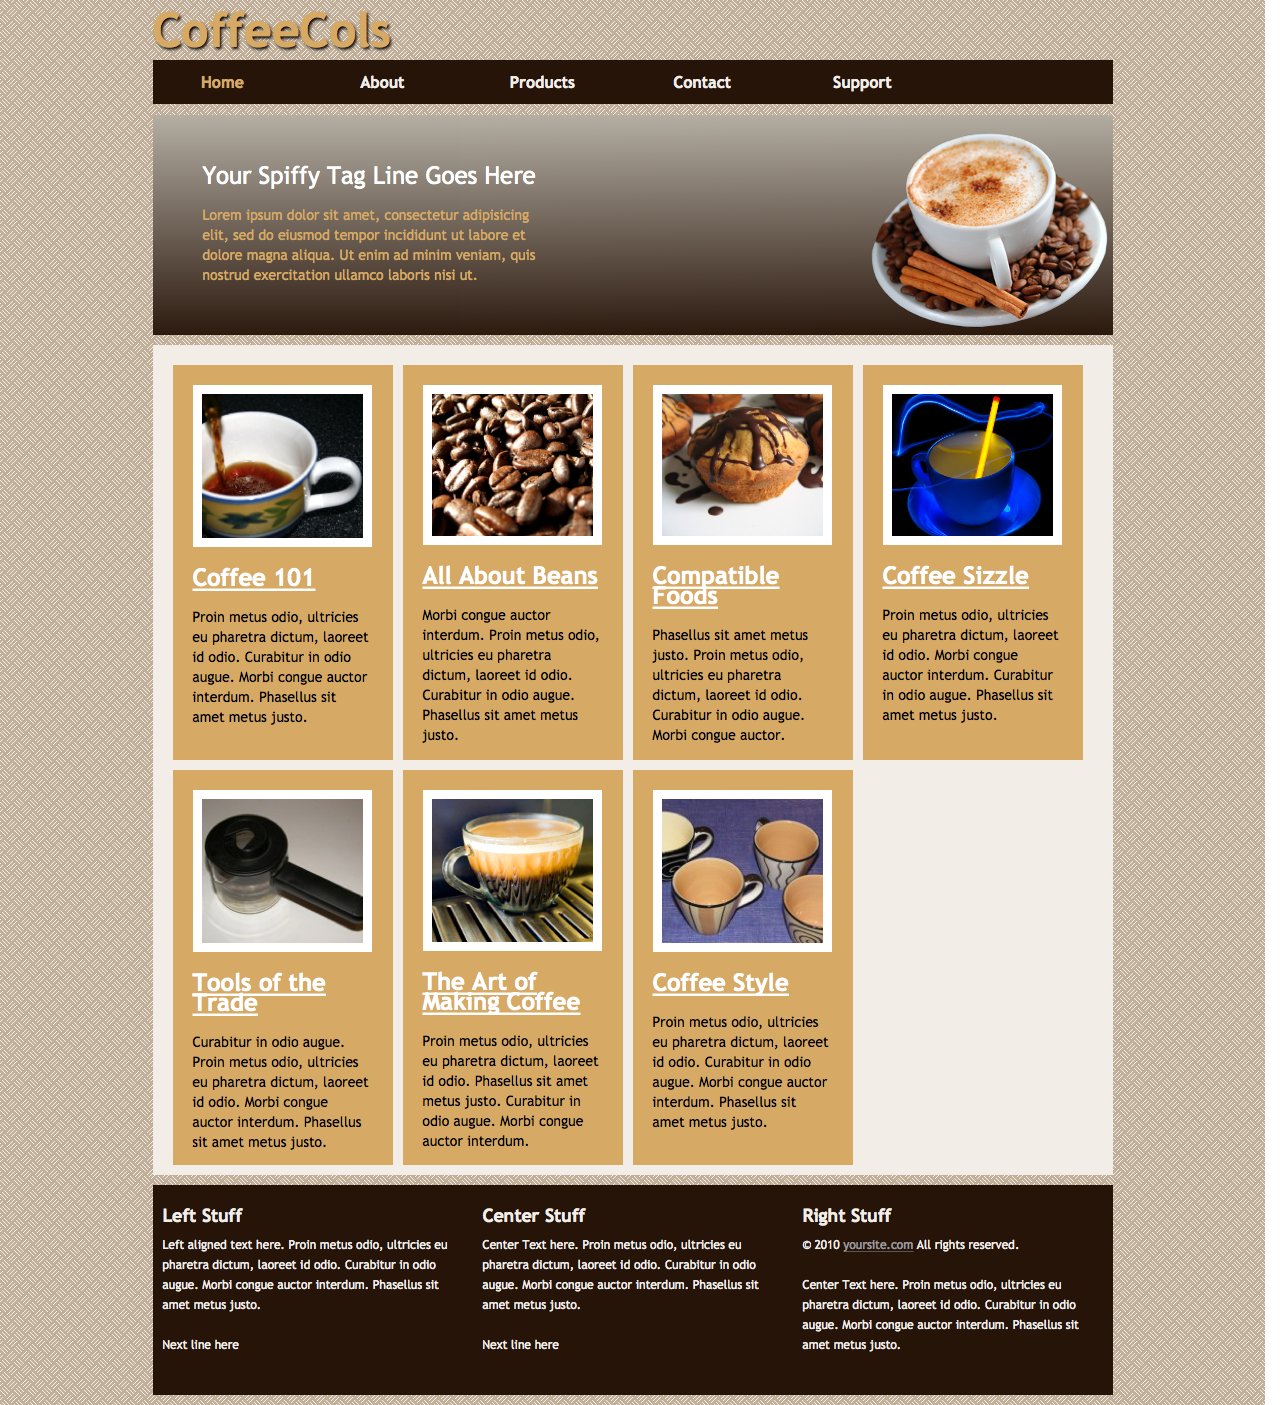 CoffeeCols
Home About Products Contact Support
Your Spiffy Tag Line Goes Here
Lorem ipsum dolor sit amet, consectetur adipisicing
elit, sed do eiusmod tempor incididunt ut labore et
dolore magna aliqua. Ut enim ad minim veniam, quis
nostrud exercitation ullamco laboris nisi ut.
Coffee 101
Proin metus odio, ultricies
eu pharetra dictum, laoreet
id odio. Curabitur in odio
augue. Morbi congue auctor
interdum. Phasellus sit
amet metus justo.
All About Beans
Morbi congue auctor
interdum. Proin metus odio,
ultricies eu pharetra
dictum, laoreet id odio.
Curabitur in odio augue.
Phasellus sit amet metus
justo.
Compatible
Foods
Phasellus sit amet metus
justo. Proin metus odio,
ultricies eu pharetra
dictum, laoreet id odio.
Curabitur in odio augue.
Morbi congue auctor.
Coffee Sizzle
Proin metus odio, ultricies
eu pharetra dictum, laoreet
id odio. Morbi congue
auctor interdum. Curabitur
in odio augue. Phasellus sit
amet metus justo.
Tools of the
Trade
Curabitur in odio augue.
Proin metus odio, ultricies
eu pharetra dictum, laoreet
id odio. Morbi congue
auctor interdum. Phasellus
sit amet metus justo.
The Art of
Making Coffee
Proin metus odio, ultricies
eu pharetra dictum, laoreet
id odio. Phasellus sit amet
metus justo. Curabitur in
odio augue. Morbi congue
auctor interdum.
Coffee Style
Proin metus odio, ultricies
eu pharetra dictum, laoreet
id odio. Curabitur in odio
augue. Morbi congue auctor
interdum. Phasellus sit
amet metus justo.
Left Stuff
Left aligned text here. Proin metus odio, ultricies eu
pharetra dictum, laoreet id odio. Curabitur in odio
augue. Morbi congue auctor interdum. Phasellus sit
amet metus justo.
Next line here
Center Stuff
Center Text here. Proin metus odio, ultricies eu
pharetra dictum, laoreet id odio. Curabitur in odio
augue. Morbi congue auctor interdum. Phasellus sit
amet metus justo.
Next line here
Right Stuff
© 2010 yoursite.com All rights reserved.
Center Text here. Proin metus odio, ultricies eu
pharetra dictum, laoreet id odio. Curabitur in odio
augue. Morbi congue auctor interdum. Phasellus sit
amet metus justo.